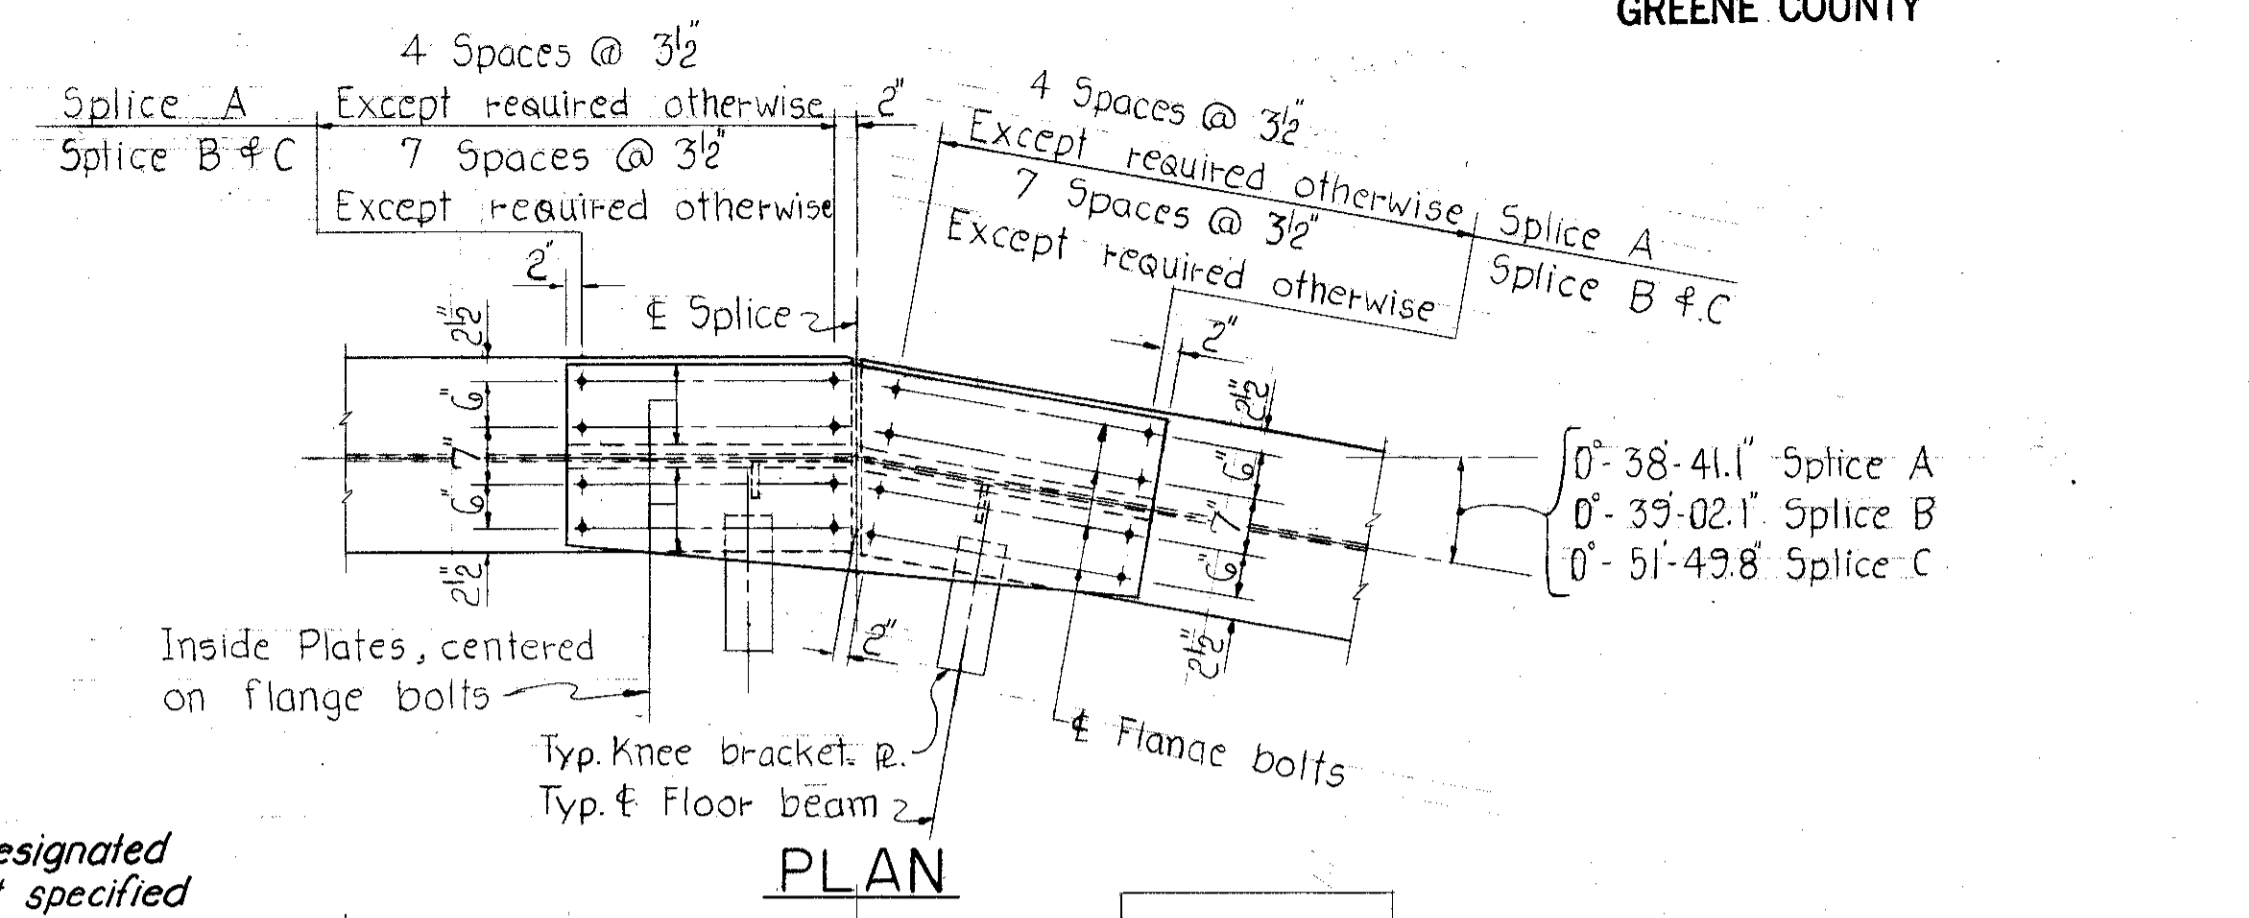 GREENE COUNTY
4 Spaces @ 3½"
Splice A
Except required otherwise
2"
Splice B & C
7 Spaces @ 3½"
Except required otherwise
4 Spaces @ 3½"
Except required otherwise
Splice A
7 Spaces @ 3½"
Except required otherwise
Splice B & C
2"
℄ Splice
2"
2½"
6"
7"
6"
2½"
2½"
6"
7"
6"
2½"
2"
0°-38'-41.1" Splice A
0°-39'-02.1" Splice B
0°-51'-49.8" Splice C
Inside Plates, centered
on flange bolts
Typ. Knee bracket ℙL.
Typ. ℄ Floor beam
℄ Flange bolts
PLAN
esignated
t specified